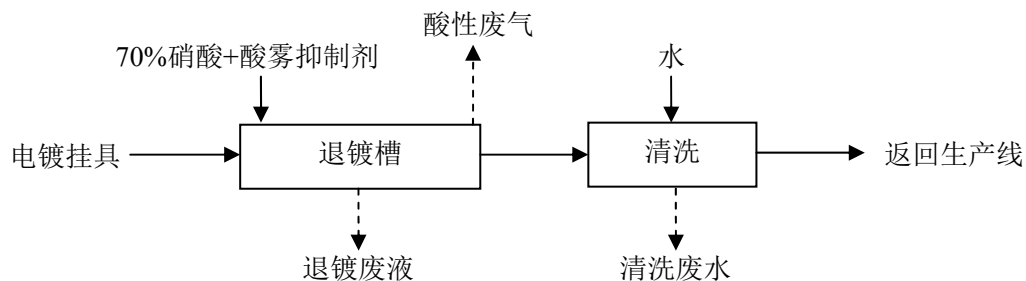 酸性废气
70%硝酸+酸雾抑制剂
水
电镀挂具
退镀槽
清洗
返回生产线
退镀废液
清洗废水